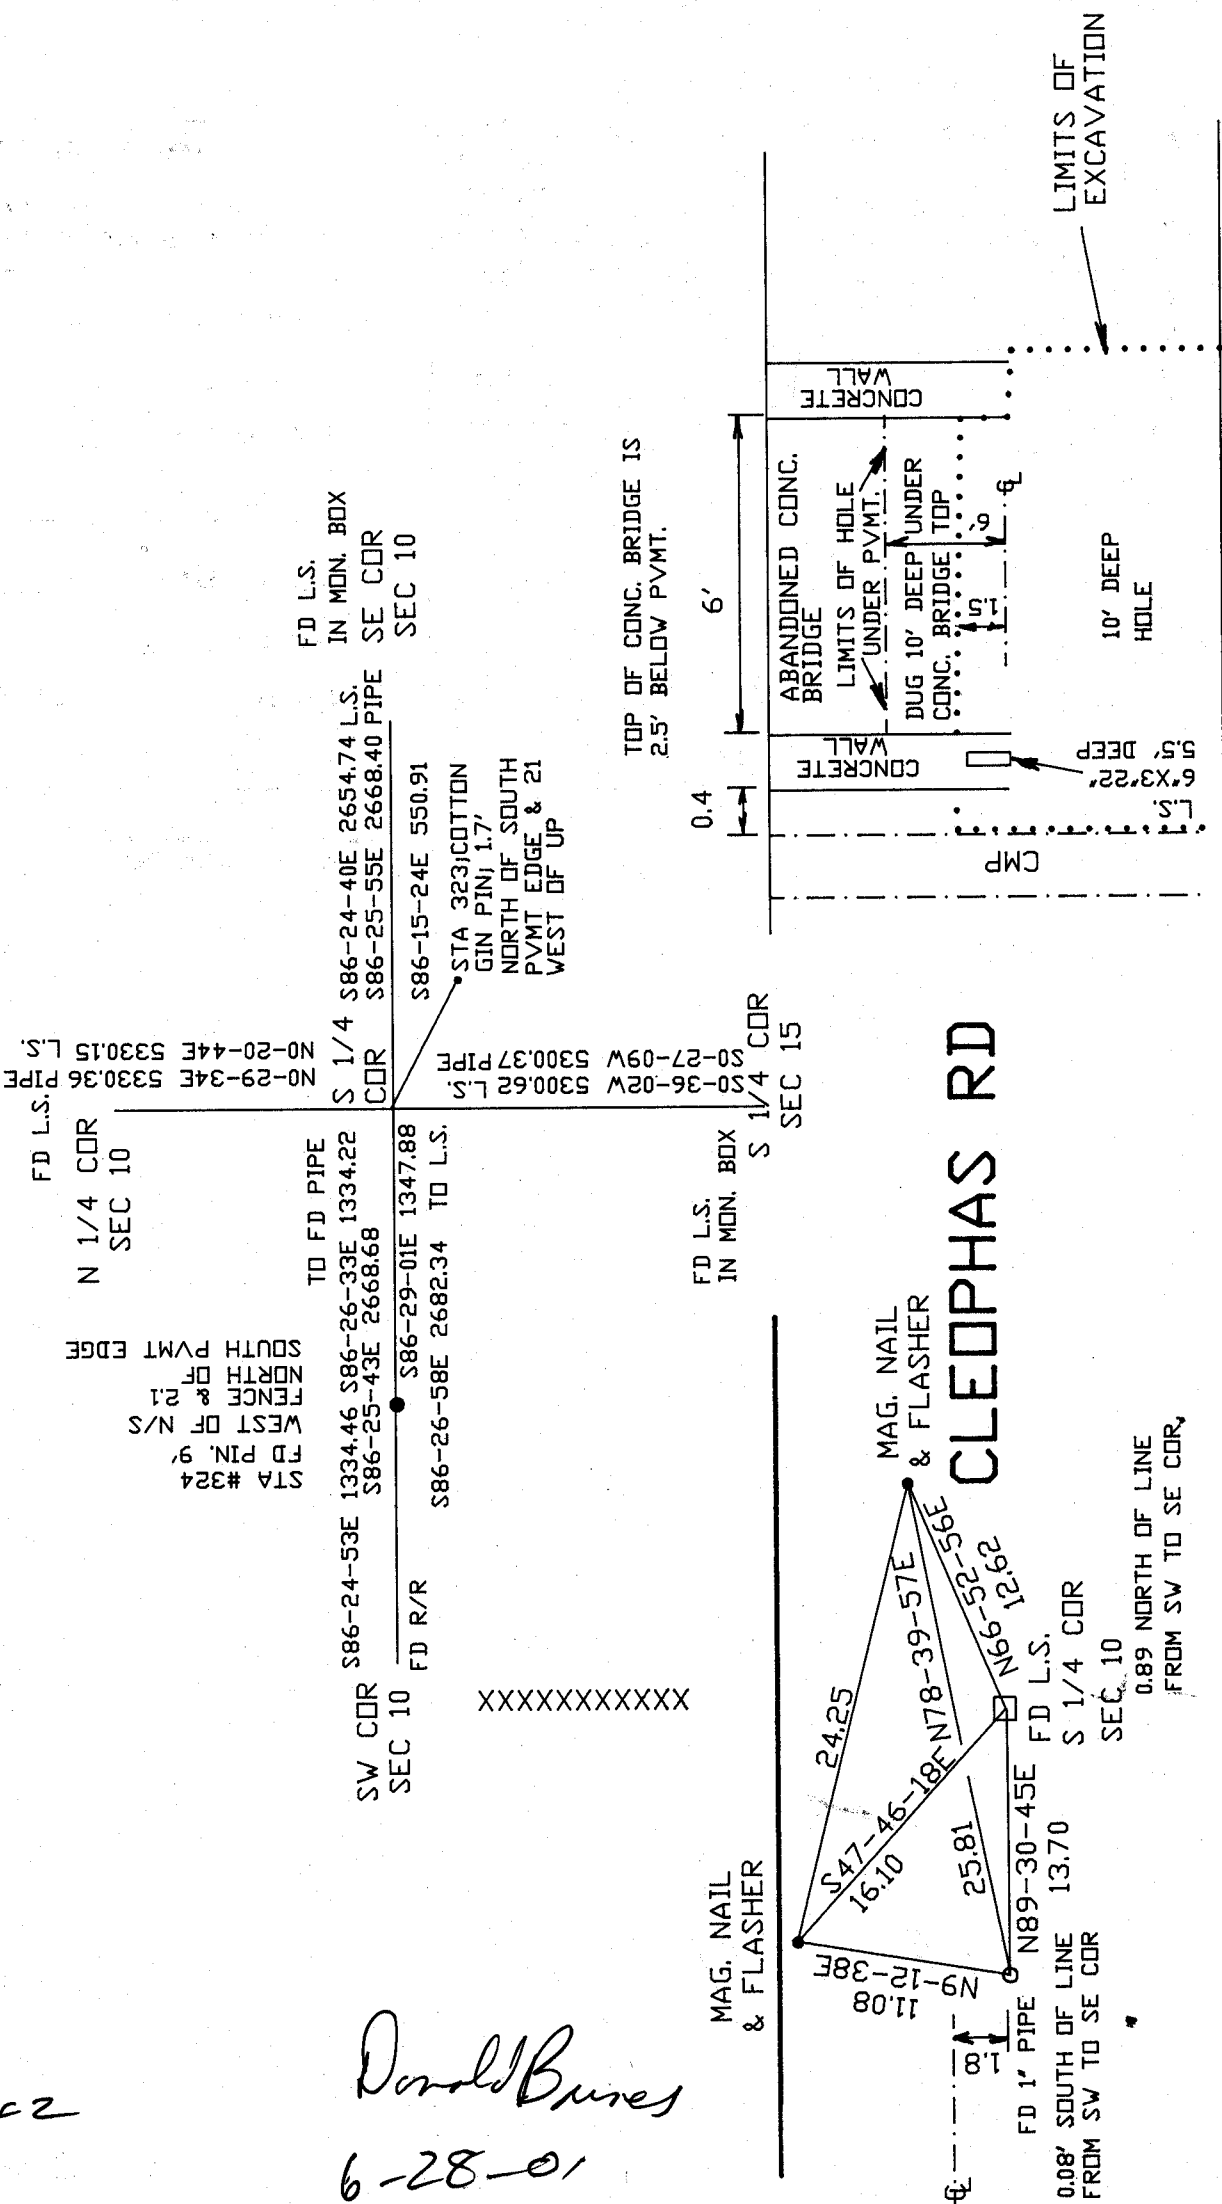 FD L.S.
N 1/4 COR
SEC 10
N0-29-34E 5330.36 PIPE
N0-20-44E 5330.15 L.S.
STA #324
FD PIN. 9'
WEST OF N/S
FENCE & 2.1
NORTH OF
SOUTH PVMT EDGE
TO FD PIPE
S86-24-53E 1334.46 S86-26-33E 1334.22
S86-25-43E 2668.68
S86-29-01E 1347.88
S86-26-58E 2682.34 TO L.S.
SW COR
SEC 10
FD R/R
S 1/4
COR
S86-24-40E 2654.74 L.S.
S86-25-55E 2668.40 PIPE
S86-15-24E 550.91
FD L.S.
IN MON. BOX
SE COR
SEC 10
STA 323;COTTON
GIN PIN; 1.7'
NORTH OF SOUTH
PVMT EDGE & 21
WEST OF UP
S0-27-09W 5300.37 PIPE
S0-36-02W 5300.62 L.S.
FD L.S.
IN MON. BOX
S 1/4 COR
SEC 15
XXXXXXXXXXX
TOP OF CONC. BRIDGE IS
2.5' BELOW PVMT.
0.4
6'
CONCRETE
WALL
ABANDONED CONC.
BRIDGE
LIMITS OF HOLE
UNDER PVMT.
DUG 10' DEEP UNDER
CONC. BRIDGE TOP
CONCRETE
WALL
6'
1.5
℄
10' DEEP
HOLE
CMP
L.S.
6"X3'22"
5.5' DEEP
LIMITS OF
EXCAVATION
CLEOPHAS RD
MAG. NAIL
& FLASHER
MAG. NAIL
& FLASHER
24.25
S47-46-18E
16.10
N78-39-57E
25.81
N66-52-56E
12.62
N9-12-38E
11.08
N89-30-45E
13.70
1.8
℄
FD 1" PIPE
0.08' SOUTH OF LINE
FROM SW TO SE COR
FD L.S.
S 1/4 COR
SEC 10
0.89 NORTH OF LINE
FROM SW TO SE COR,
Donald Bures
6-28-01